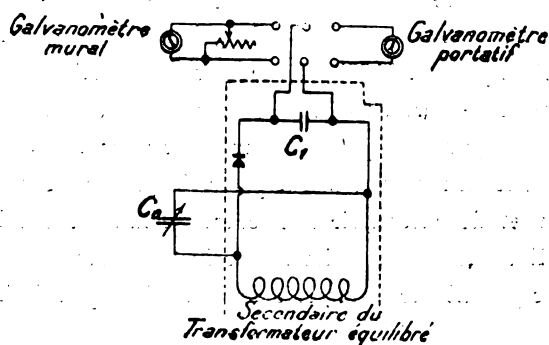 Galvanomètre
mural
Galvanomètre
portatif
C₁
Ca
Secondaire du
Transformateur équilibré